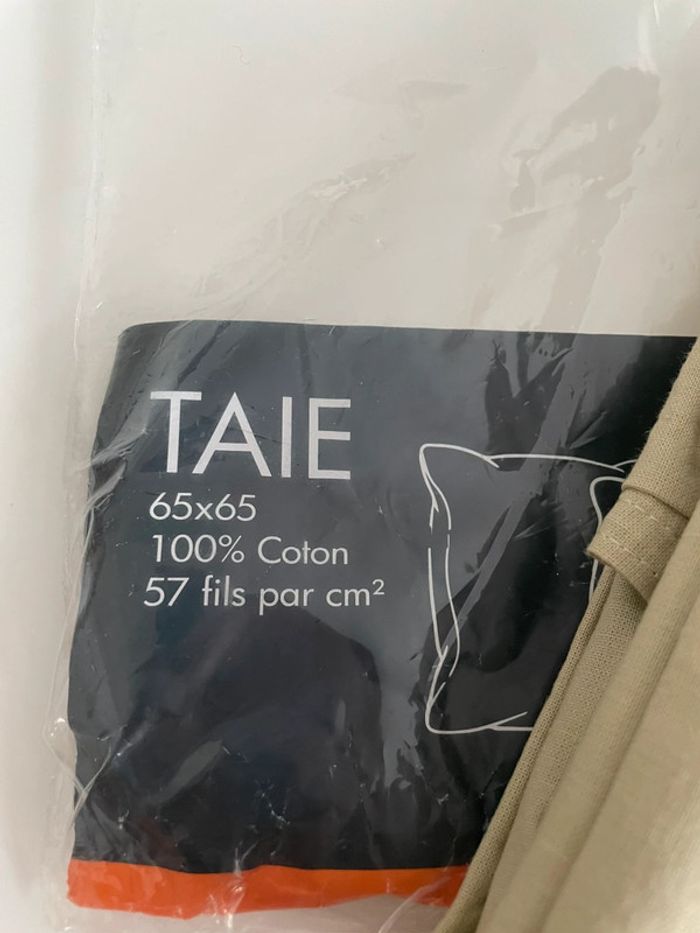 TAIE
65x65
100% Coton
57 fils par cm²